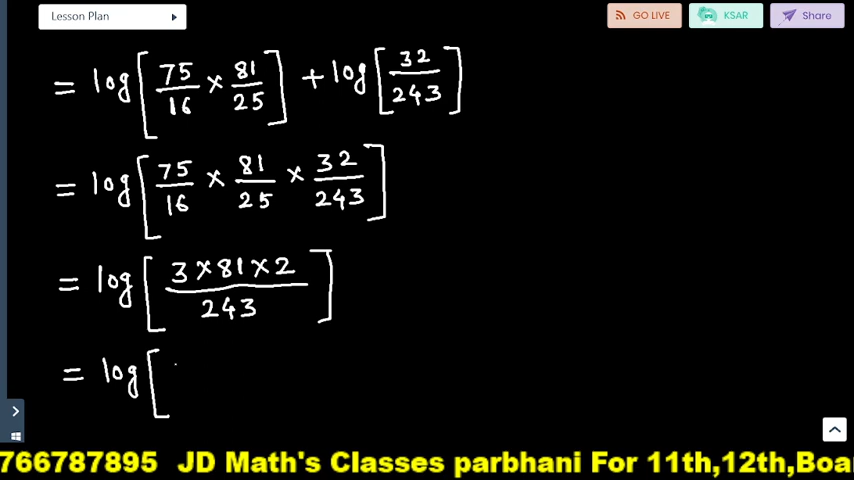 Lesson Plan
GO LIVE
KSAR
Share
= log[75/16 × 81/25] + log[32/243]
= log[75/16 × 81/25 × 32/243]
= log[3×81×2/243]
= log[
766787895 JD Math's Classes parbhani For 11th,12th,Boa